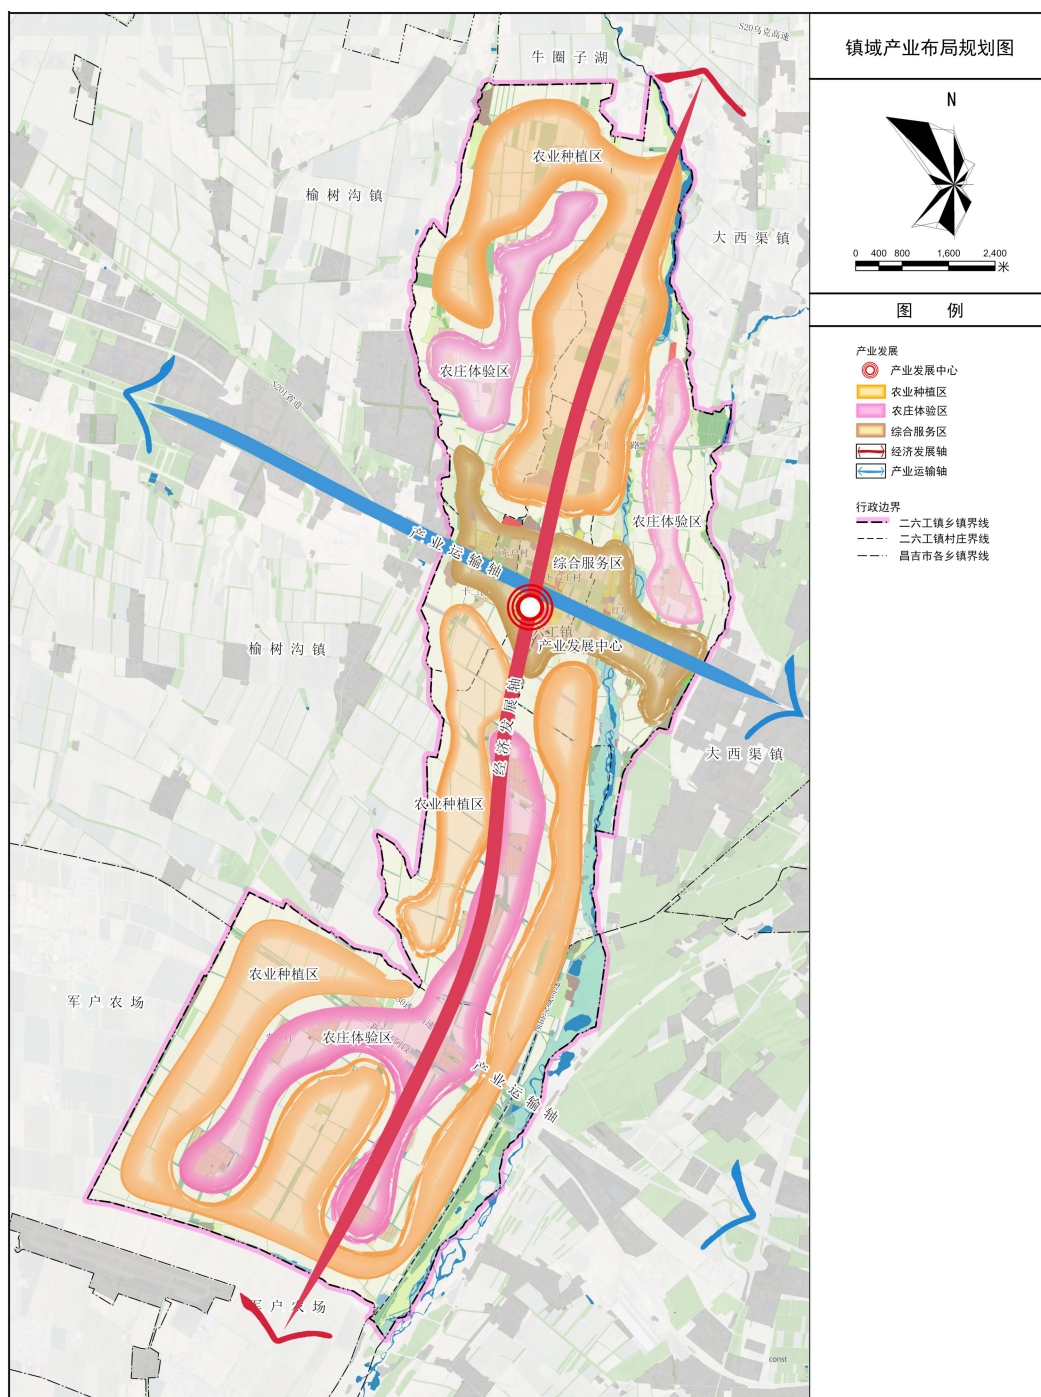 镇域产业布局规划图
N
0 400 800 1,600 2,400
米
图 例
产业发展
产业发展中心
农业种植区
农庄体验区
综合服务区
经济发展轴
产业运输轴
行政边界
二六工镇乡镇界线
二六工镇村庄界线
昌吉市各乡镇界线
S20乌克高速
牛圈子湖
农业种植区
榆树沟镇
大西渠镇
农庄体验区
S201省道
农庄体验区
产业运输轴
综合服务区
六工镇
产业发展中心
榆树沟镇
经济发展轴
大西渠镇
农业种植区
农业种植区
军户农场
农庄体验区
产业运输轴
军户农场
const